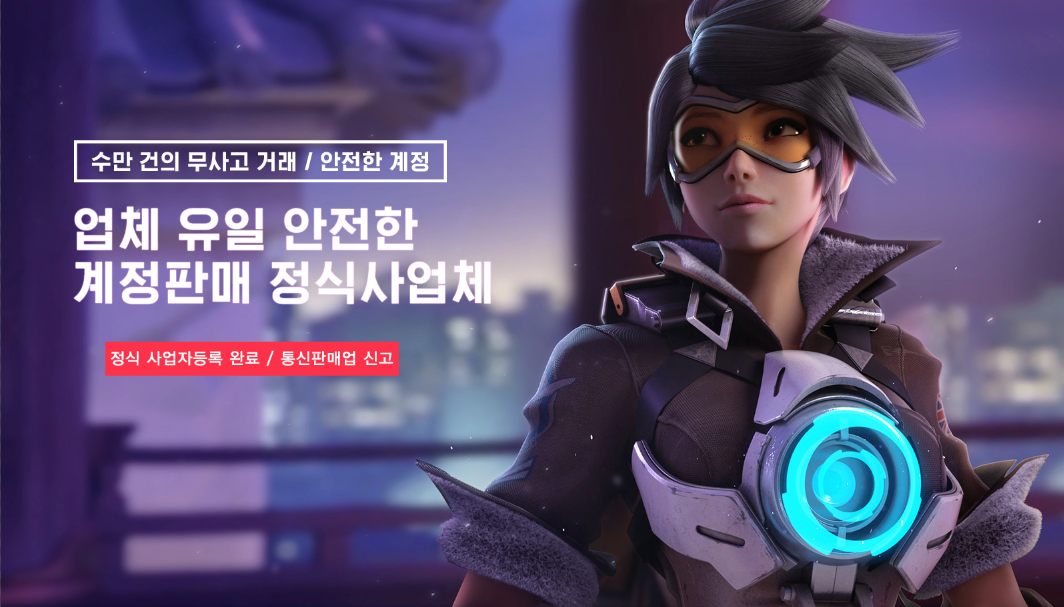 수만 건의 무사고 거래 / 안전한 계정
업체 유일 안전한
계정판매 정식사업체
정식 사업자등록 완료 / 통신판매업 신고